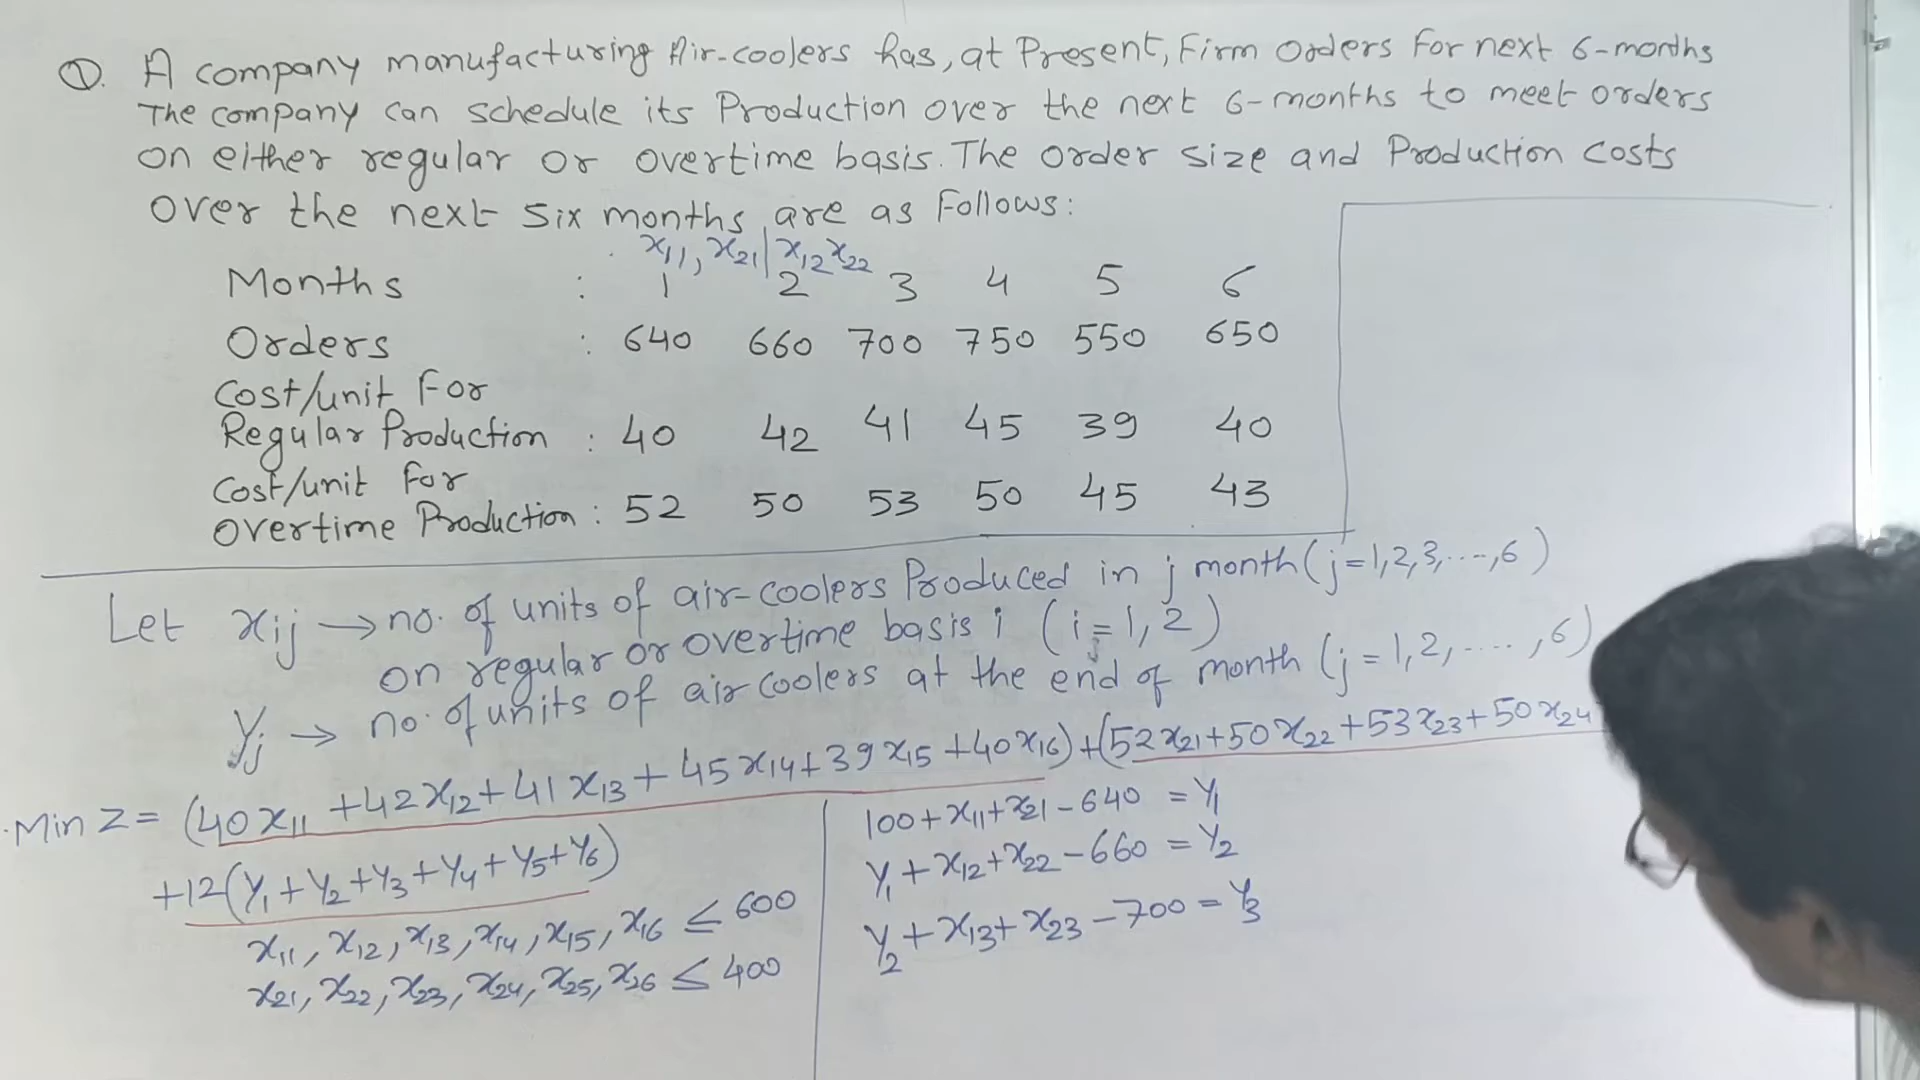 ①. A company manufacturing Air-coolers has, at Present, Firm orders For next 6-months
The company can schedule its Production over the next 6-months to meet orders
on either regular or overtime basis. The order size and Production costs
over the next six months are as Follows:
x11, x21 | x12 x22
Months : 1 2 3 4 5 6
Orders : 640 660 700 750 550 650
Cost/unit For
Regular Production : 40 42 41 45 39 40
Cost/unit For
overtime Production : 52 50 53 50 45 43
Let xij → no. of units of air-coolers Produced in j month (j=1,2,3,...,6)
on regular or overtime basis i (i=1,2)
Yj → no. of units of air coolers at the end of month (j=1,2,....,6)
Min Z = (40x11 +42x12+41x13+45x14+39x15+40x16)+(52x21+50x22+53x23+50x24
+12(Y1+Y2+Y3+Y4+Y5+Y6)
x11, x12, x13, x14, x15, x16 ≤ 600
x21, x22, x23, x24, x25, x26 ≤ 400
100+x11+x21-640 = Y1
Y1+x12+x22-660 = Y2
Y2+x13+x23-700=Y3